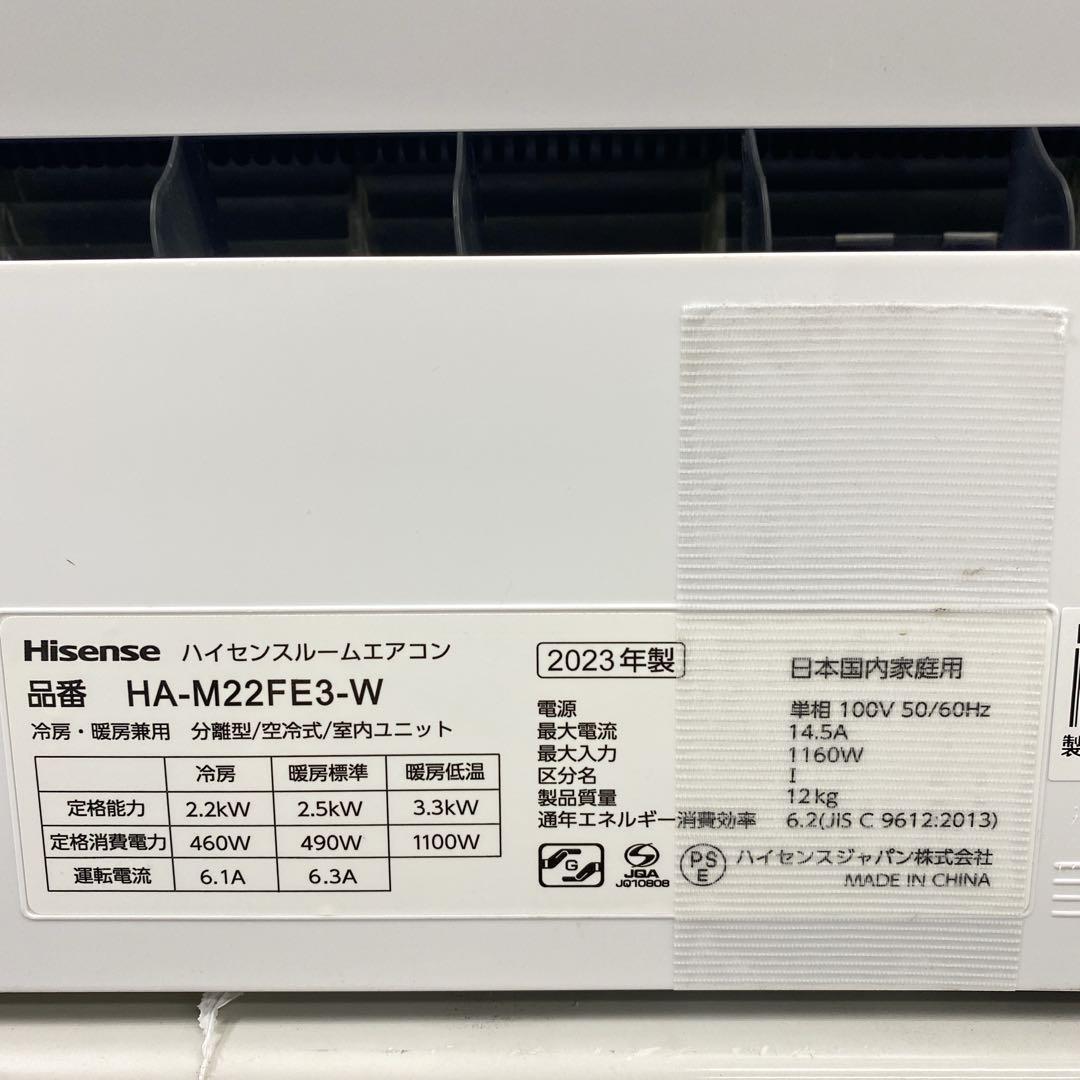 Hisense ハイセンスルームエアコン
品番 HA-M22FE3-W
冷房・暖房兼用 分離型/空冷式/室内ユニット
冷房 暖房標準 暖房低温
定格能力 2.2kW 2.5kW 3.3kW
定格消費電力 460W 490W 1100W
運転電流 6.1A 6.3A
2023年製 日本国内家庭用
電源 単相 100V 50/60Hz
最大電流 14.5A
最大入力 1160W
区分名 I
製品質量 12kg
通年エネルギー消費効率 6.2(JIS C 9612:2013)
G
JQA
JQ10808
PS
E
ハイセンスジャパン株式会社
MADE IN CHINA
製